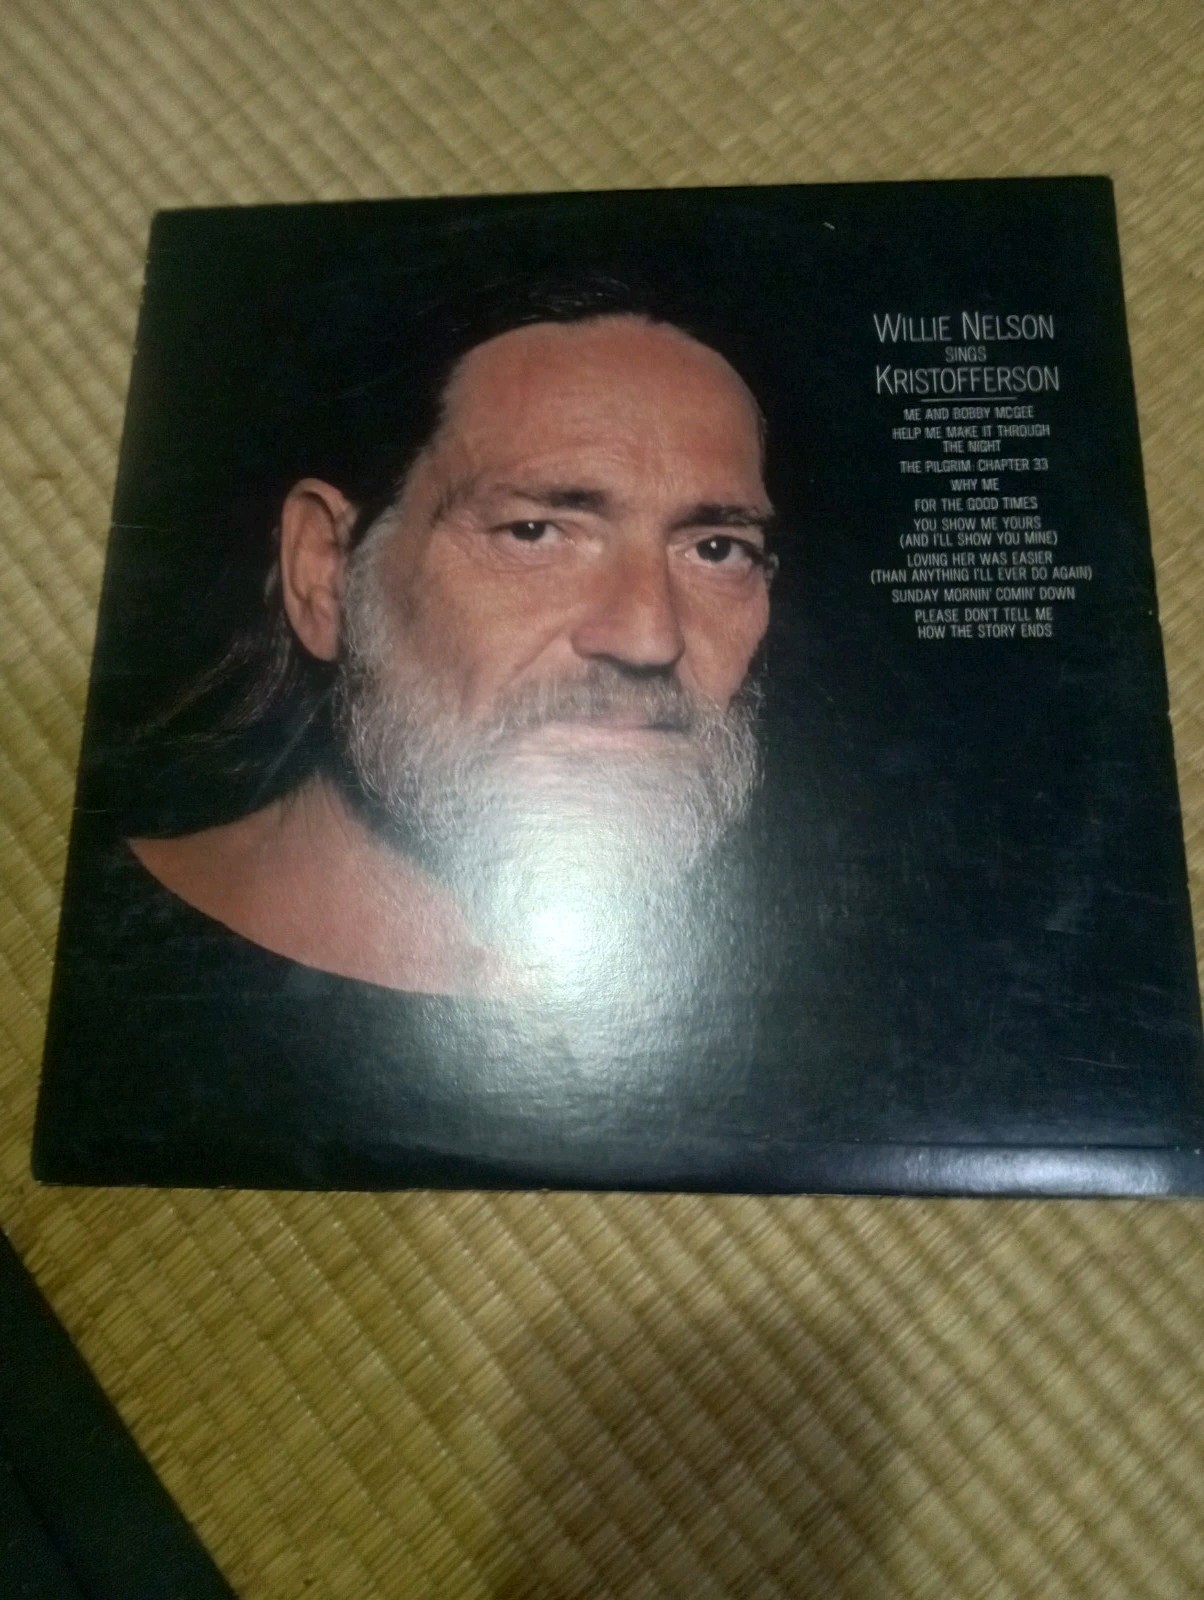 WILLIE NELSON
SINGS
KRISTOFFERSON
ME AND BOBBY MCGEE
HELP ME MAKE IT THROUGH
THE NIGHT
THE PILGRIM: CHAPTER 33
WHY ME
FOR THE GOOD TIMES
YOU SHOW ME YOURS
(AND I'LL SHOW YOU MINE)
LOVING HER WAS EASIER
(THAN ANYTHING I'LL EVER DO AGAIN)
SUNDAY MORNIN' COMIN' DOWN
PLEASE DON'T TELL ME
HOW THE STORY ENDS